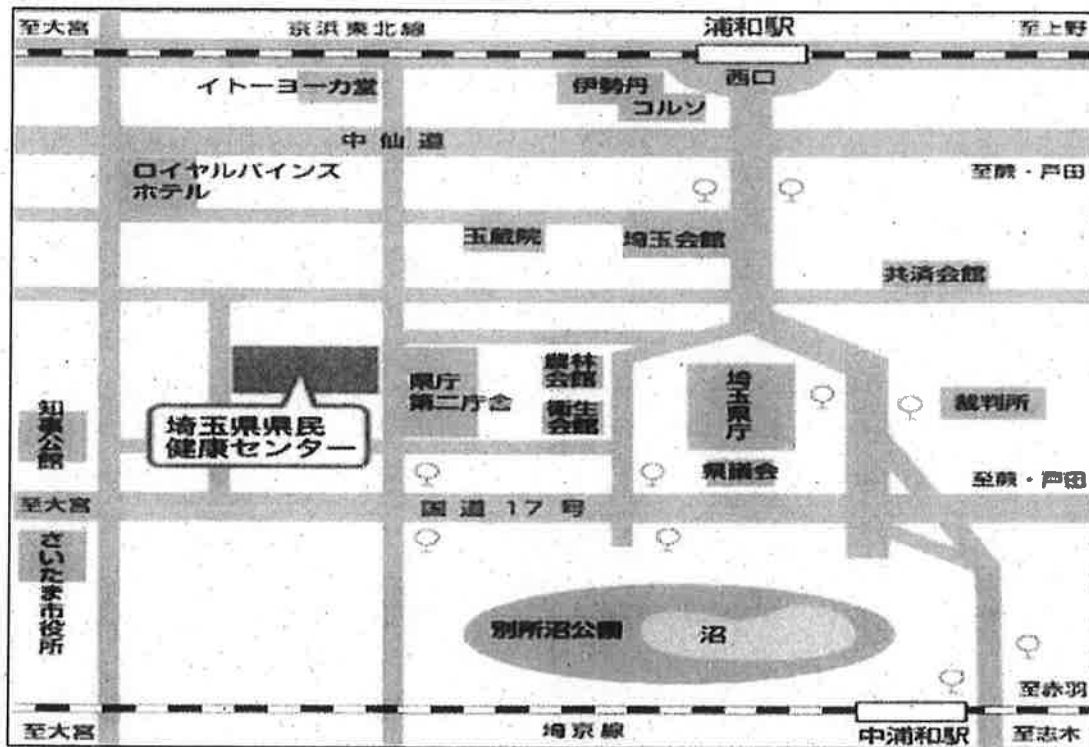 至大宮
京浜東北線
浦和駅
至上野
西口
イトーヨーカ堂
伊勢丹
コルソ
中仙道
ロイヤルパインズ
ホテル
至蕨・戸田
玉蔵院
埼玉会館
共済会館
県庁
第二庁舎
農林
会館
衛生
会館
埼玉県庁
裁判所
知事公館
埼玉県県民
健康センター
県議会
至蕨・戸田
至大宮
国道17号
さいたま市役所
別所沼公園
沼
至赤羽
至大宮
埼京線
中浦和駅
至志木